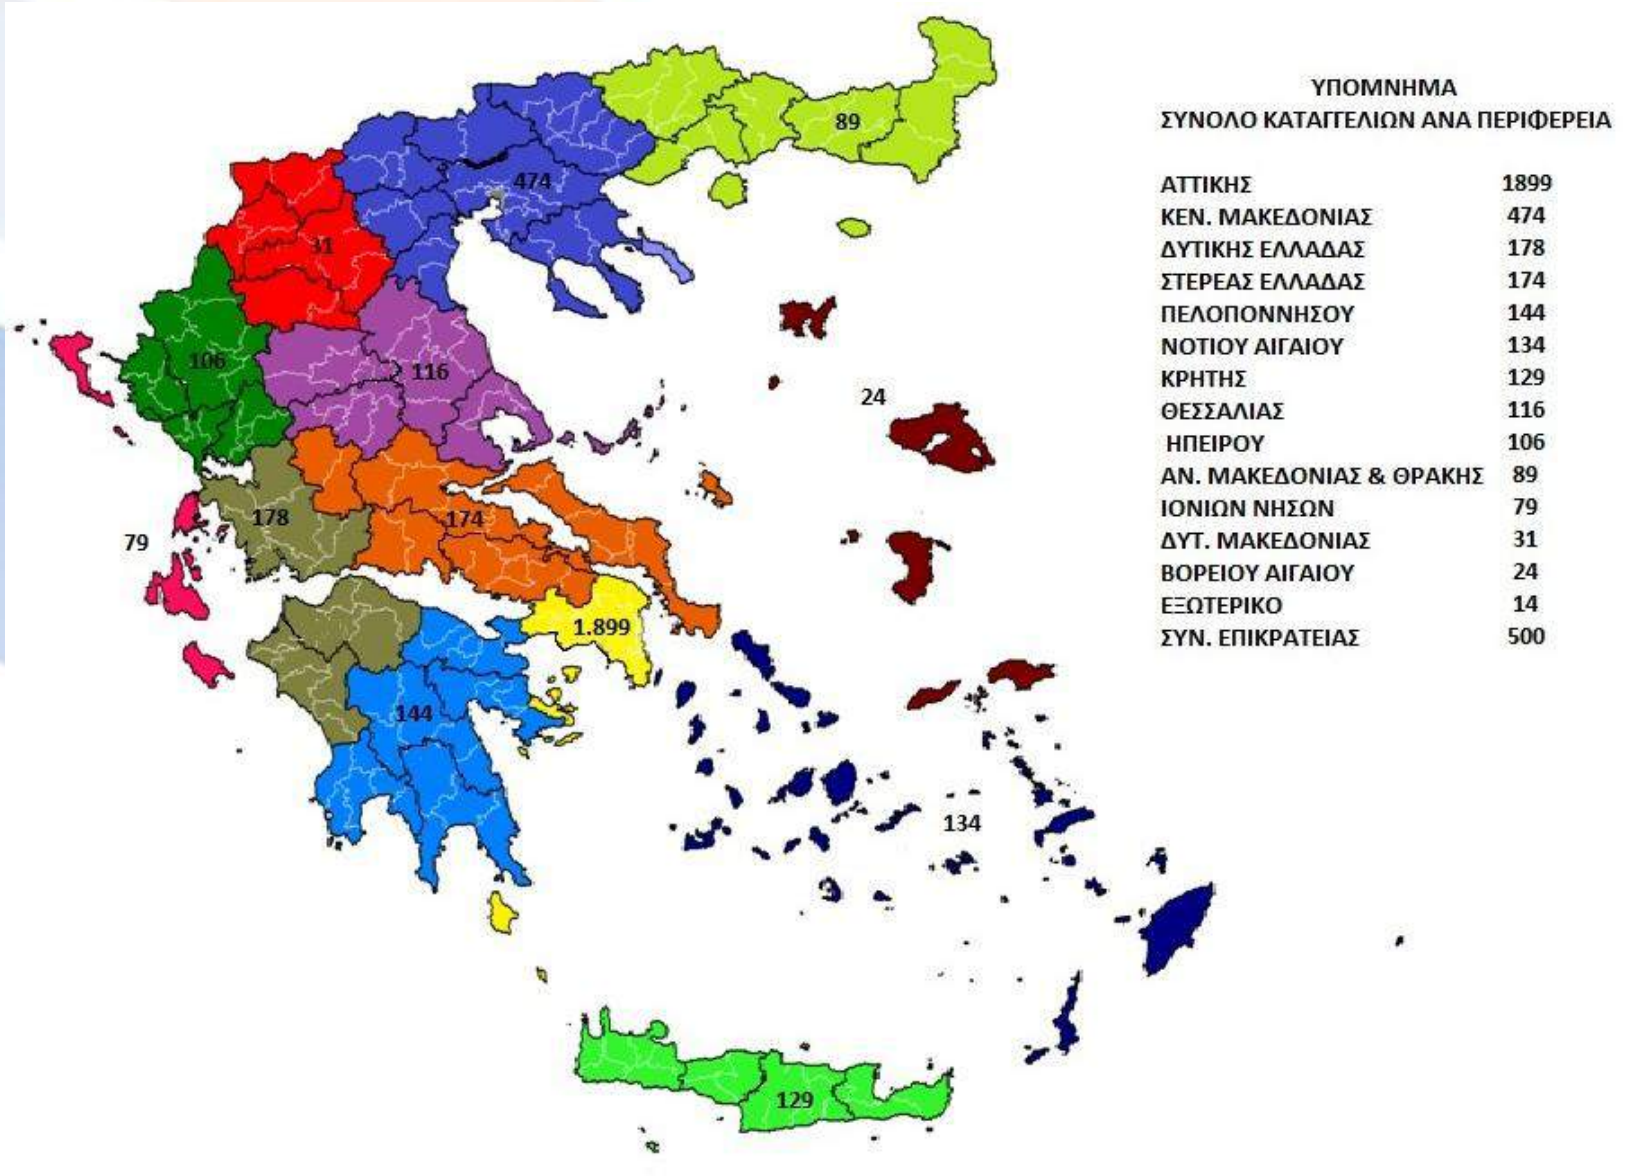 ΥΠΟΜΝΗΜΑ
ΣΥΝΟΛΟ ΚΑΤΑΓΓΕΛΙΩΝ ΑΝΑ ΠΕΡΙΦΕΡΕΙΑ
ΑΤΤΙΚΗΣ 1899
ΚΕΝ. ΜΑΚΕΔΟΝΙΑΣ 474
ΔΥΤΙΚΗΣ ΕΛΛΑΔΑΣ 178
ΣΤΕΡΕΑΣ ΕΛΛΑΔΑΣ 174
ΠΕΛΟΠΟΝΝΗΣΟΥ 144
ΝΟΤΙΟΥ ΑΙΓΑΙΟΥ 134
ΚΡΗΤΗΣ 129
ΘΕΣΣΑΛΙΑΣ 116
ΗΠΕΙΡΟΥ 106
ΑΝ. ΜΑΚΕΔΟΝΙΑΣ & ΘΡΑΚΗΣ 89
ΙΟΝΙΩΝ ΝΗΣΩΝ 79
ΔΥΤ. ΜΑΚΕΔΟΝΙΑΣ 31
ΒΟΡΕΙΟΥ ΑΙΓΑΙΟΥ 24
ΕΞΩΤΕΡΙΚΟ 14
ΣΥΝ. ΕΠΙΚΡΑΤΕΙΑΣ 500
89
474
31
106
116
24
178
174
79
1.899
144
134
129